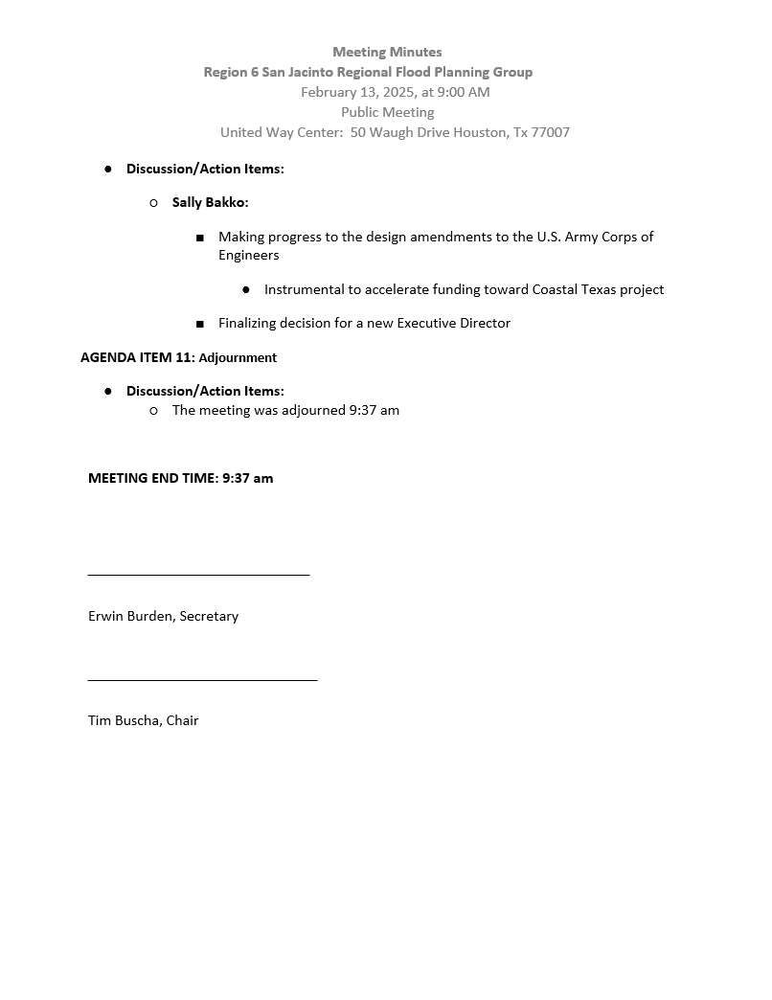 Meeting Minutes
Region 6 San Jacinto Regional Flood Planning Group
February 13, 2025, at 9:00 AM
Public Meeting
United Way Center:  50 Waugh Drive Houston, Tx 77007
● Discussion/Action Items:
○ Sally Bakko:
■ Making progress to the design amendments to the U.S. Army Corps of
Engineers
● Instrumental to accelerate funding toward Coastal Texas project
■ Finalizing decision for a new Executive Director
AGENDA ITEM 11: Adjournment
● Discussion/Action Items:
○ The meeting was adjourned 9:37 am
MEETING END TIME: 9:37 am
Erwin Burden, Secretary
Tim Buscha, Chair